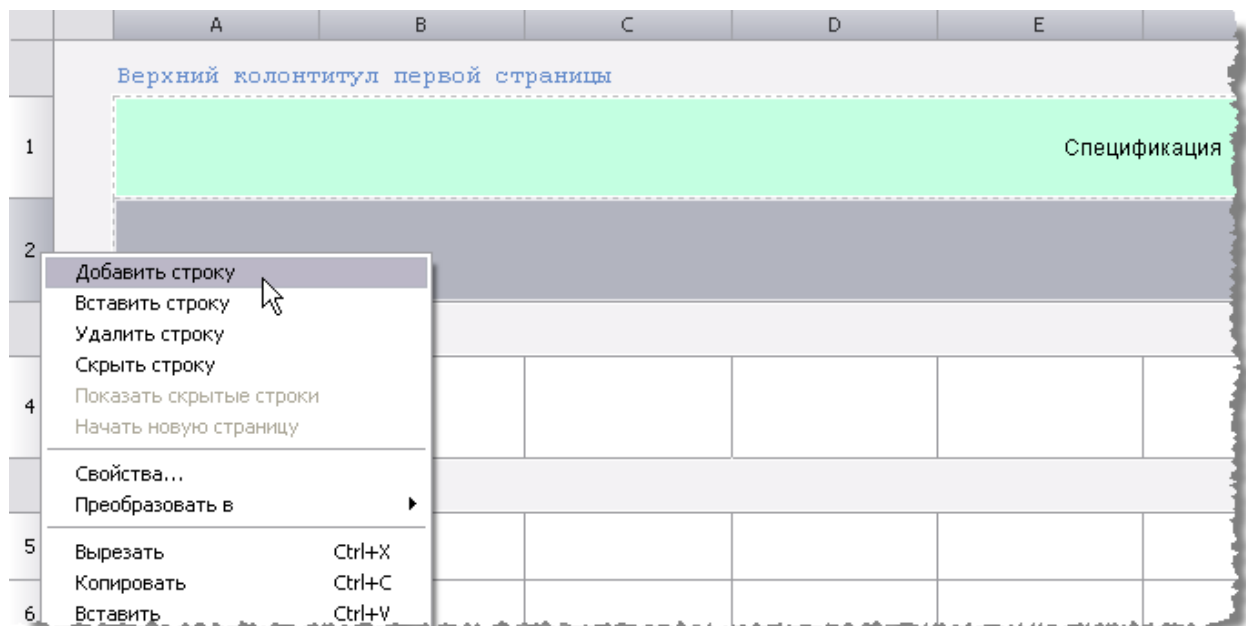 A B C D E
Верхний колонтитул первой страницы
1 Спецификация
2
Добавить строку
Вставить строку
Удалить строку
Скрыть строку
Показать скрытые строки
4
Начать новую страницу
Свойства...
Преобразовать в
5
Вырезать Ctrl+X
Копировать Ctrl+C
6 Вставить Ctrl+V